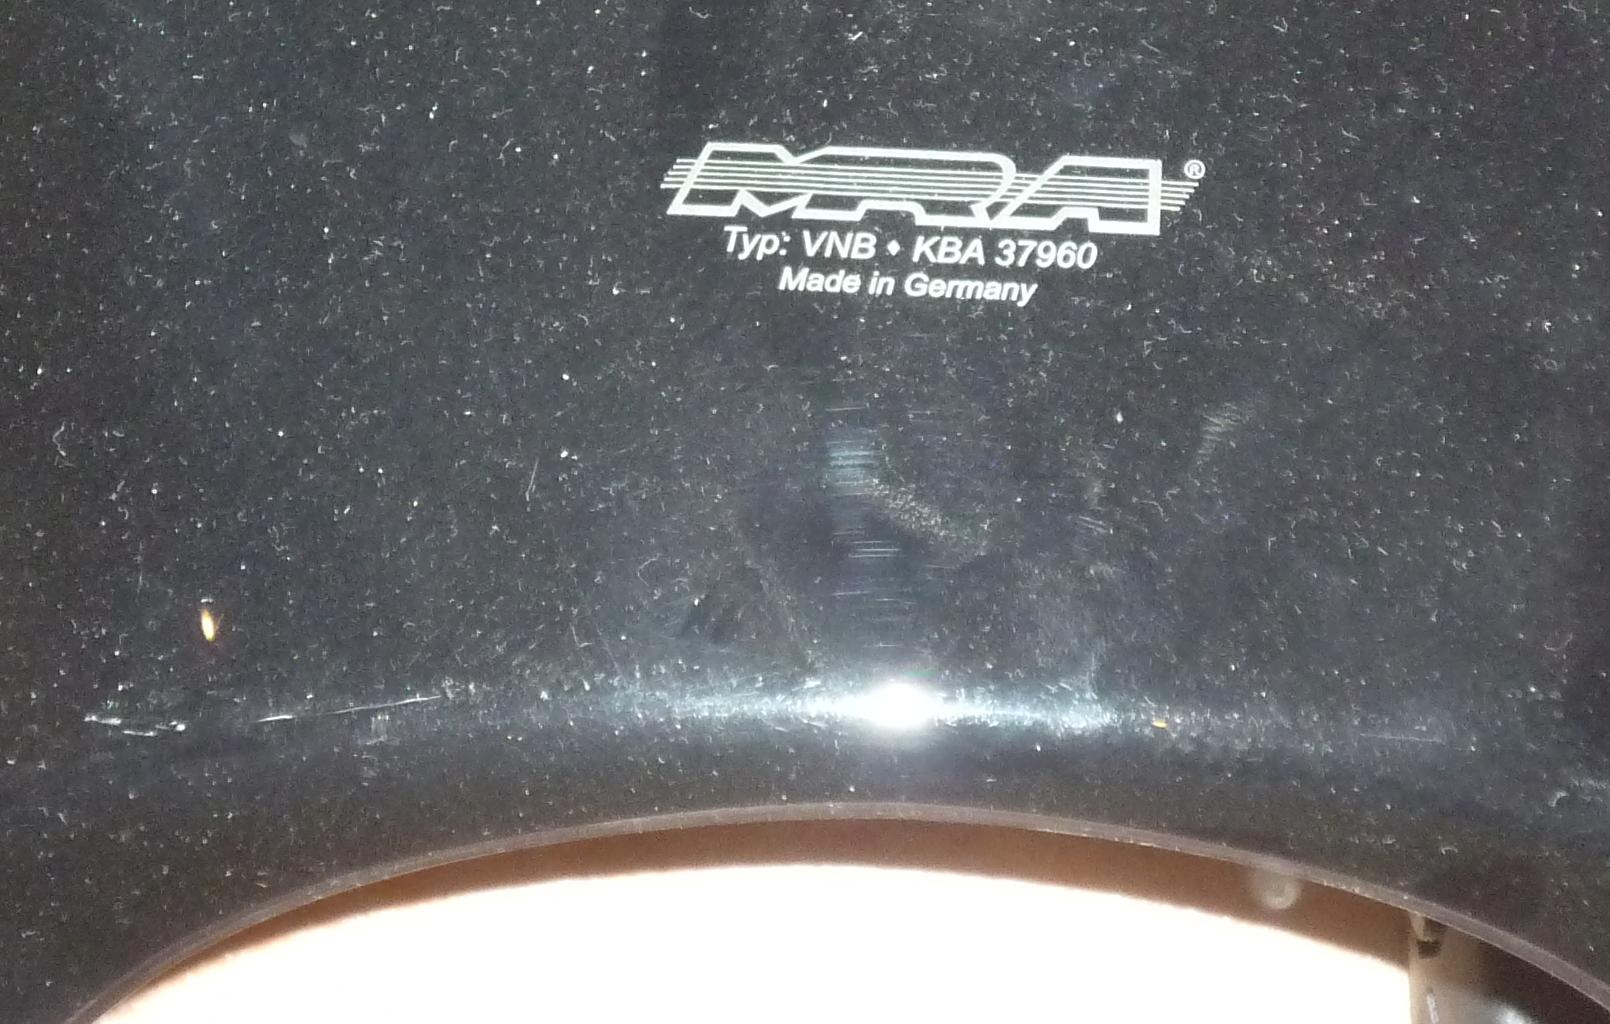 MRA®
Typ: VNB • KBA 37960
Made in Germany